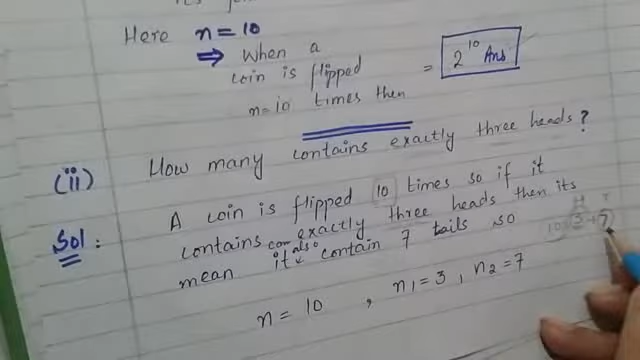 Here n = 10
⇒ When a
coin is flipped
n=10 times then
= 2^10 Ans
(ii) How many contains exactly three heads?
Sol: A coin is flipped 10 times so if it
contains exactly three heads then its
mean it also contain 7 tails so
H T
10 = 3+7
n = 10 , n1 = 3 , n2 = 7